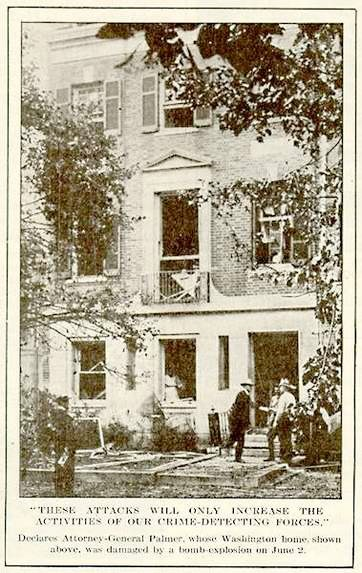 "THESE ATTACKS WILL ONLY INCREASE THE
ACTIVITIES OF OUR CRIME-DETECTING FORCES,"
Declares Attorney-General Palmer, whose Washington home, shown
above, was damaged by a bomb-explosion on June 2.